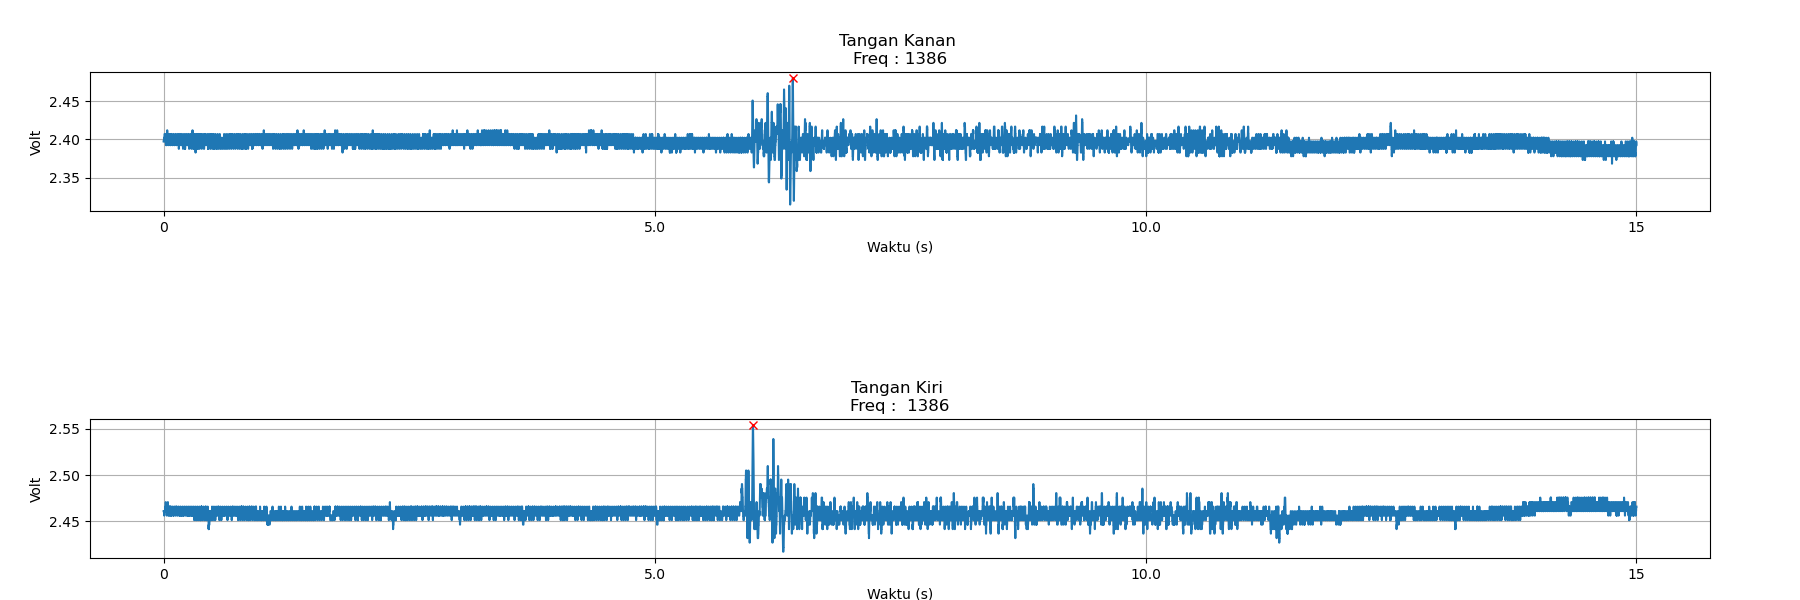 Tangan Kanan
Freq : 1386
2.45
2.40
2.35
Volt
0 5.0 10.0 15
Waktu (s)
Tangan Kiri
Freq :  1386
2.55
2.50
2.45
Volt
0 5.0 10.0 15
Waktu (s)